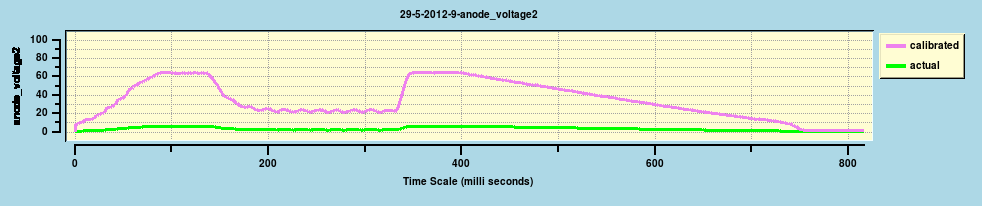 29-5-2012-9-anode_voltage2
100
80
60
40
20
0
anode_voltage2
calibrated
actual
0
200
400
600
800
Time Scale (milli seconds)